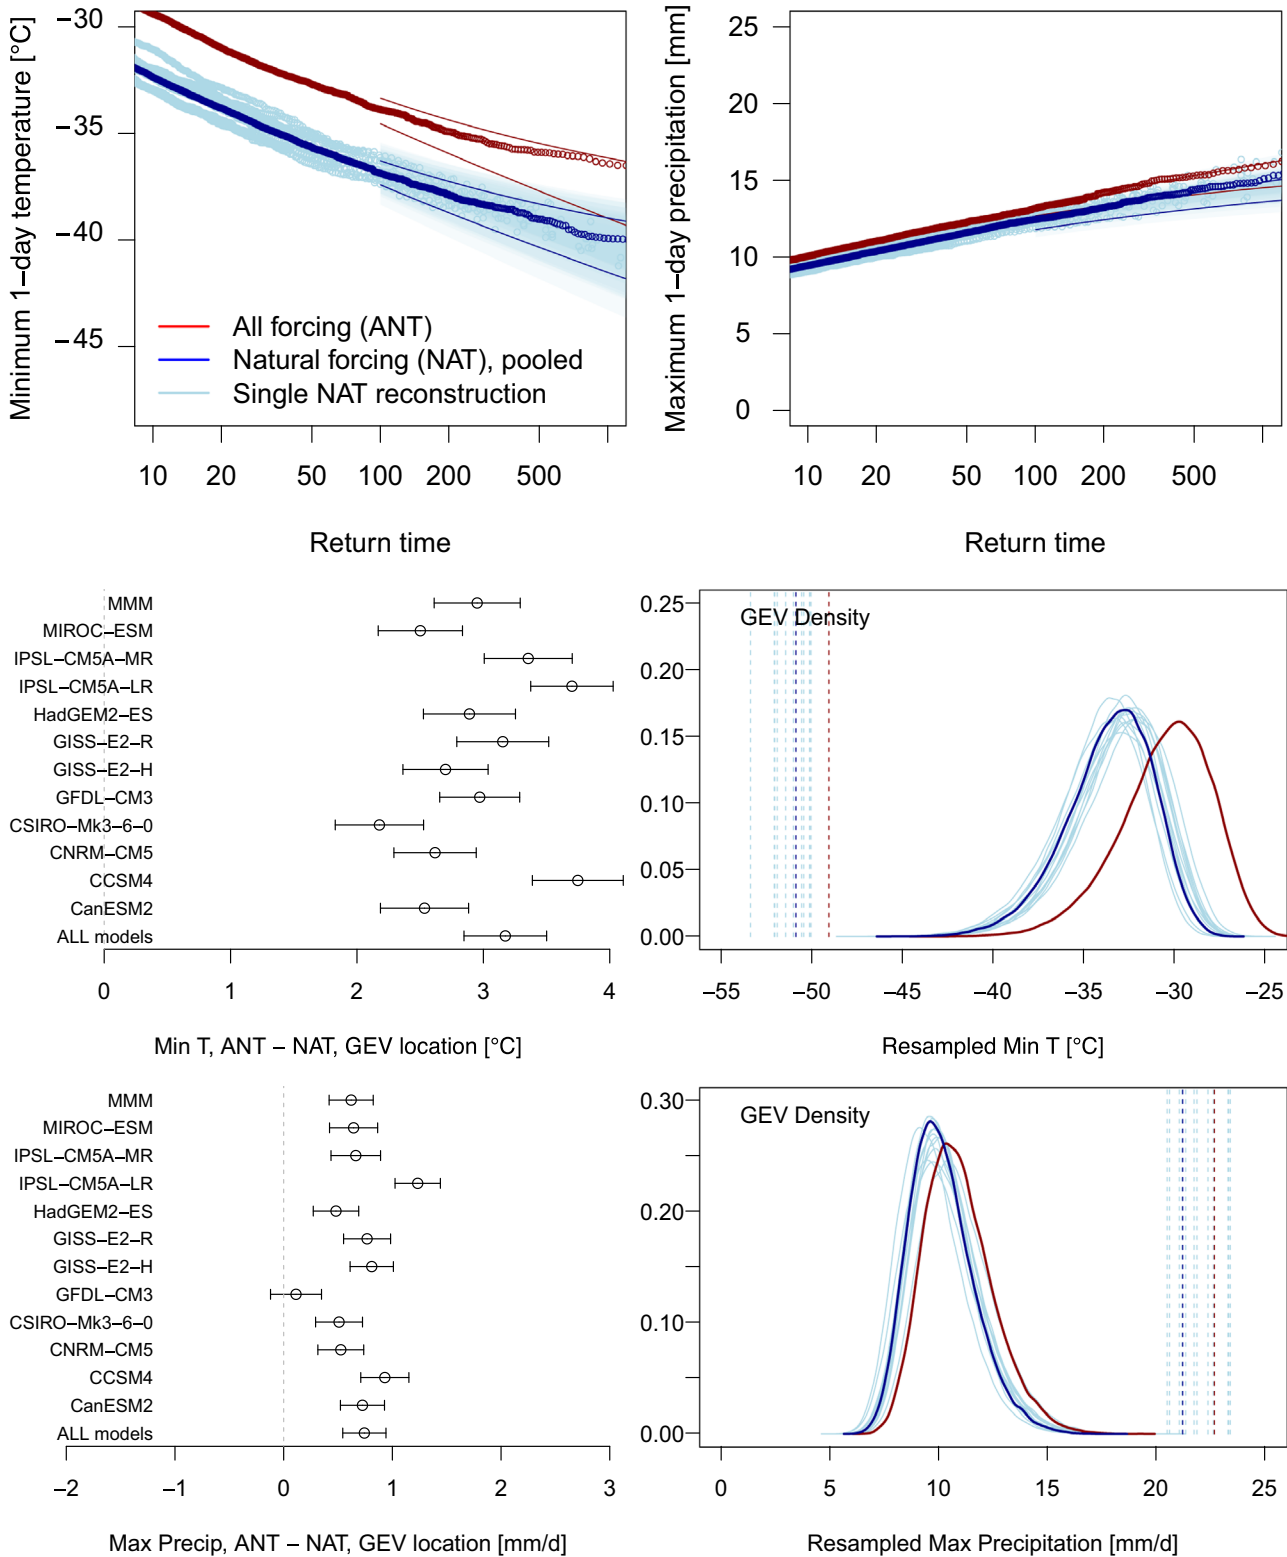 Minimum 1–day temperature [°C]
−30
−35
−40
−45
All forcing (ANT)
Natural forcing (NAT), pooled
Single NAT reconstruction
10 20 50 100 200 500
Return time
Maximum 1–day precipitation [mm]
25
20
15
10
5
0
10 20 50 100 200 500
Return time
MMM
MIROC−ESM
IPSL−CM5A−MR
IPSL−CM5A−LR
HadGEM2−ES
GISS−E2−R
GISS−E2−H
GFDL−CM3
CSIRO−Mk3−6−0
CNRM−CM5
CCSM4
CanESM2
ALL models
0 1 2 3 4
Min T, ANT − NAT, GEV location [°C]
GEV Density
0.25
0.20
0.15
0.10
0.05
0.00
−55 −50 −45 −40 −35 −30 −25
Resampled Min T [°C]
MMM
MIROC−ESM
IPSL−CM5A−MR
IPSL−CM5A−LR
HadGEM2−ES
GISS−E2−R
GISS−E2−H
GFDL−CM3
CSIRO−Mk3−6−0
CNRM−CM5
CCSM4
CanESM2
ALL models
−2 −1 0 1 2 3
Max Precip, ANT − NAT, GEV location [mm/d]
GEV Density
0.30
0.20
0.10
0.00
0 5 10 15 20 25
Resampled Max Precipitation [mm/d]